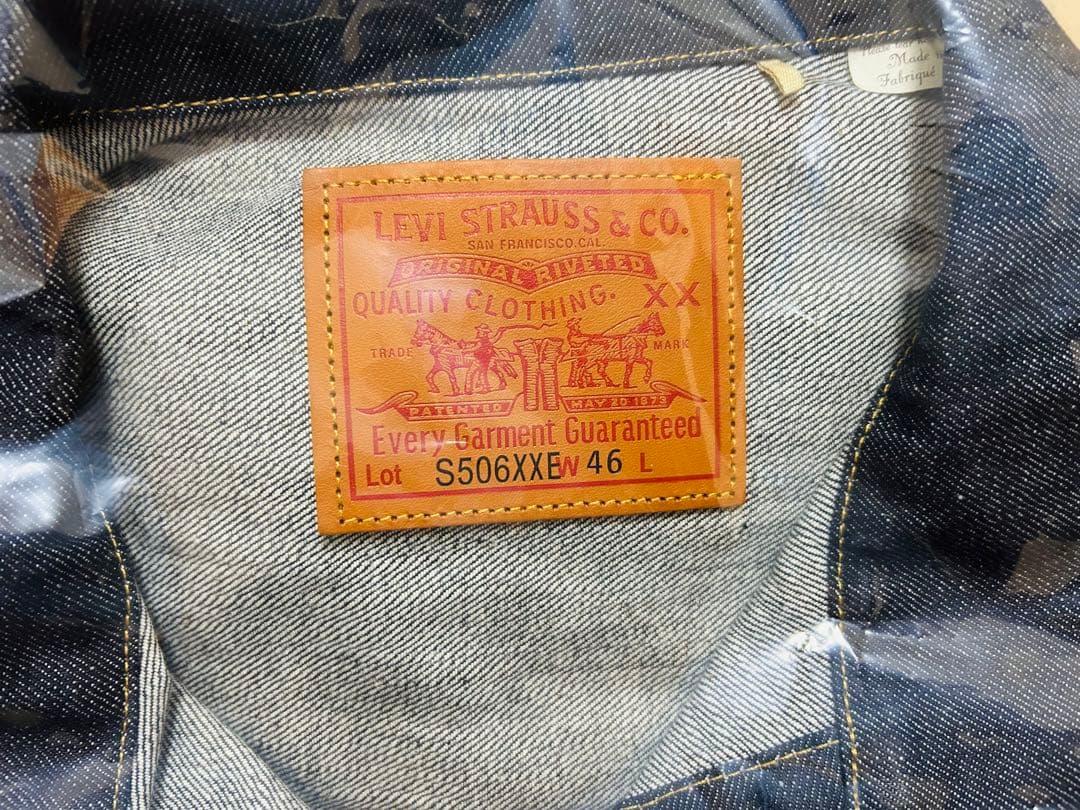 Made
Fabriqué
LEVI STRAUSS & CO.
SAN FRANCISCO, CAL.
ORIGINAL RIVETED
QUALITY CLOTHING. XX
TRADE MARK
PATENTED MAY 20 1873
Every Garment Guaranteed
Lot S506XXE W 46 L